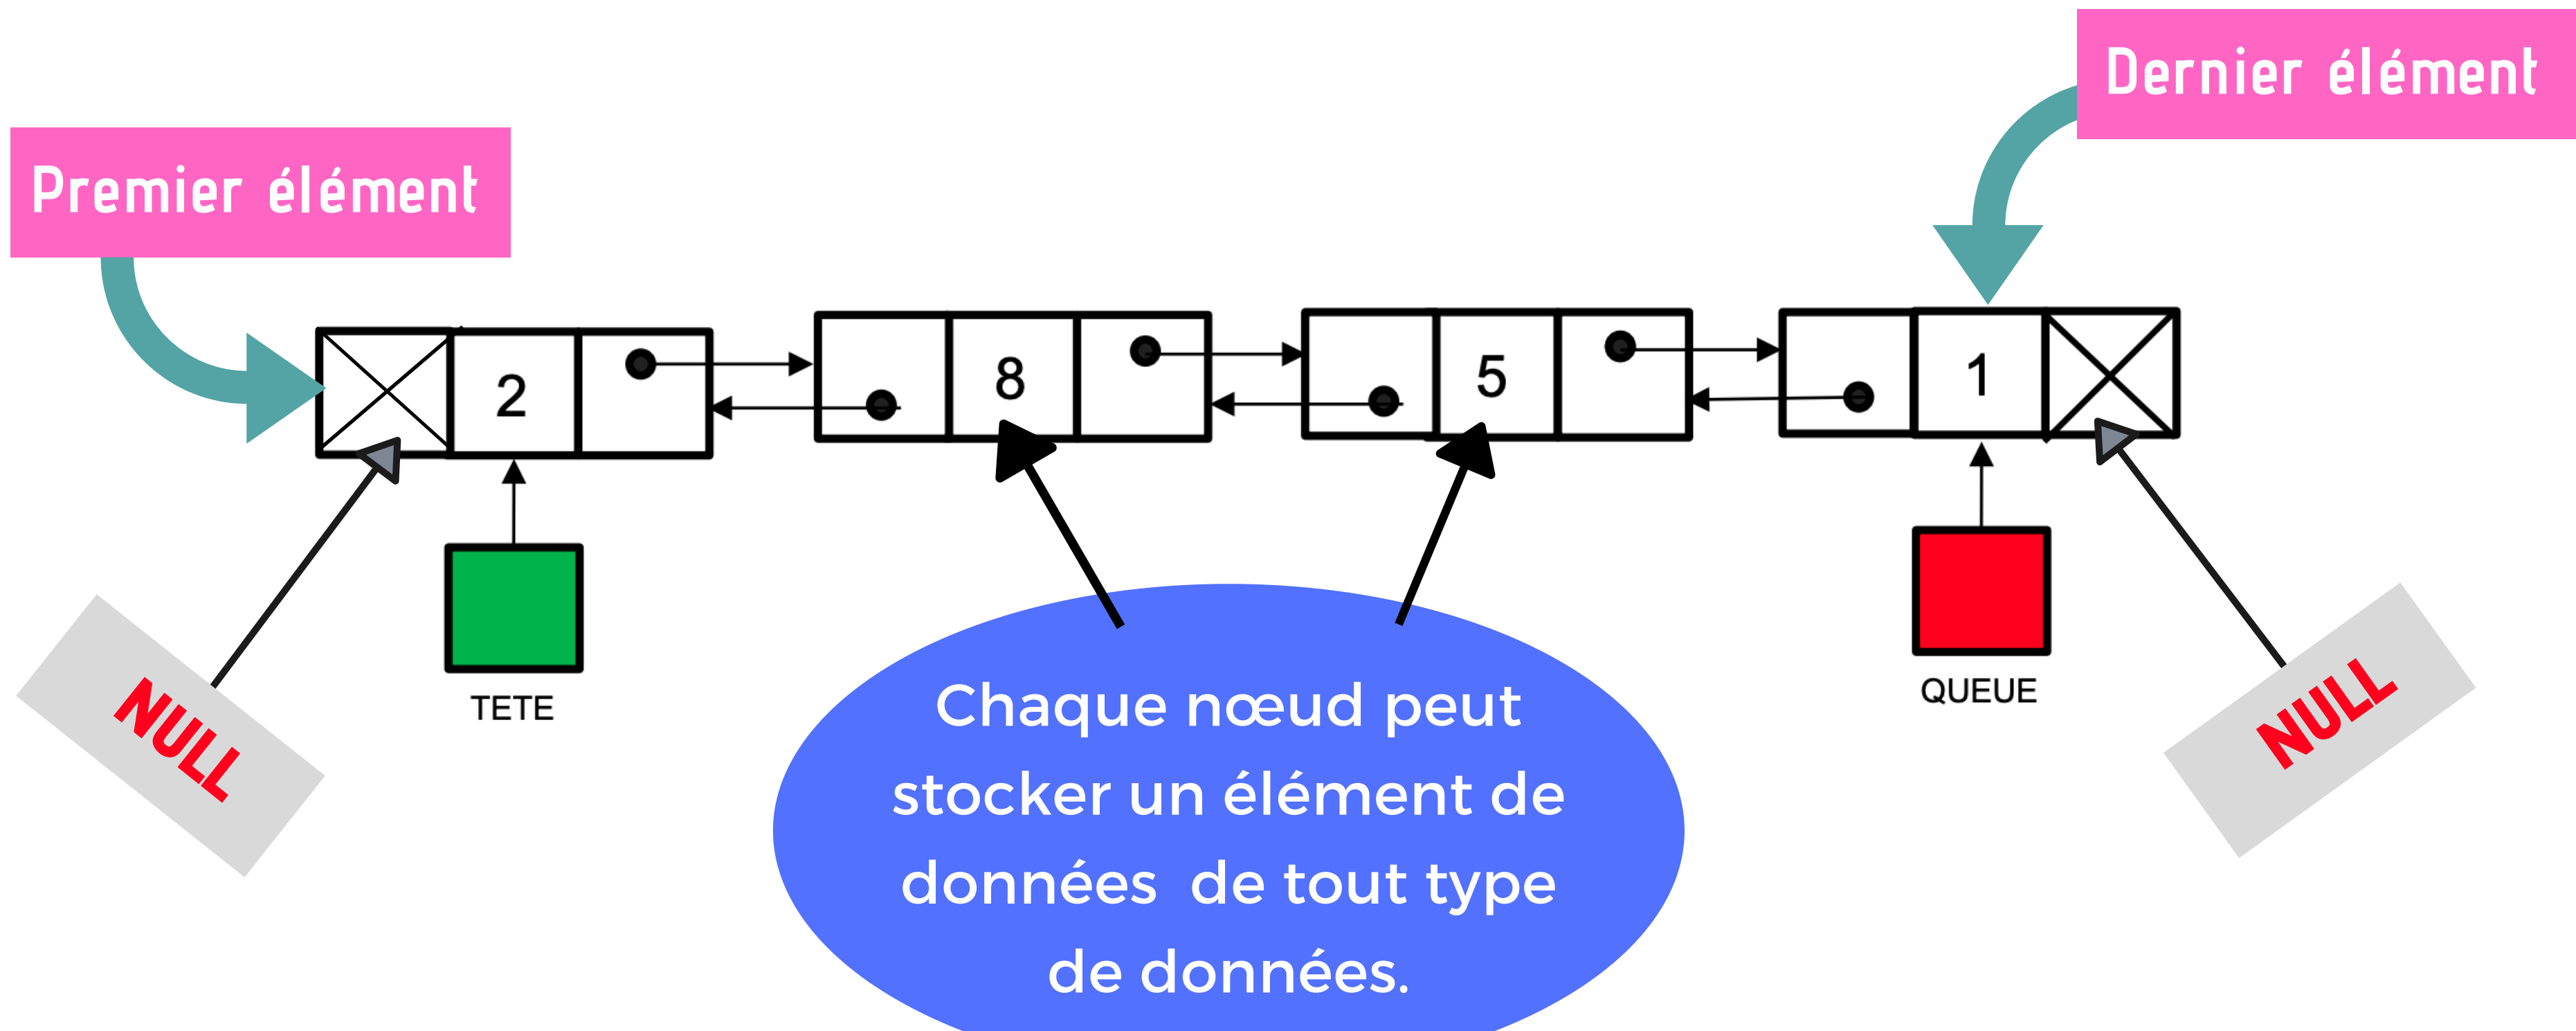 Dernier élément
Premier élément
2
8
5
1
TETE
QUEUE
NULL
NULL
Chaque nœud peut
stocker un élément de
données  de tout type
de données.